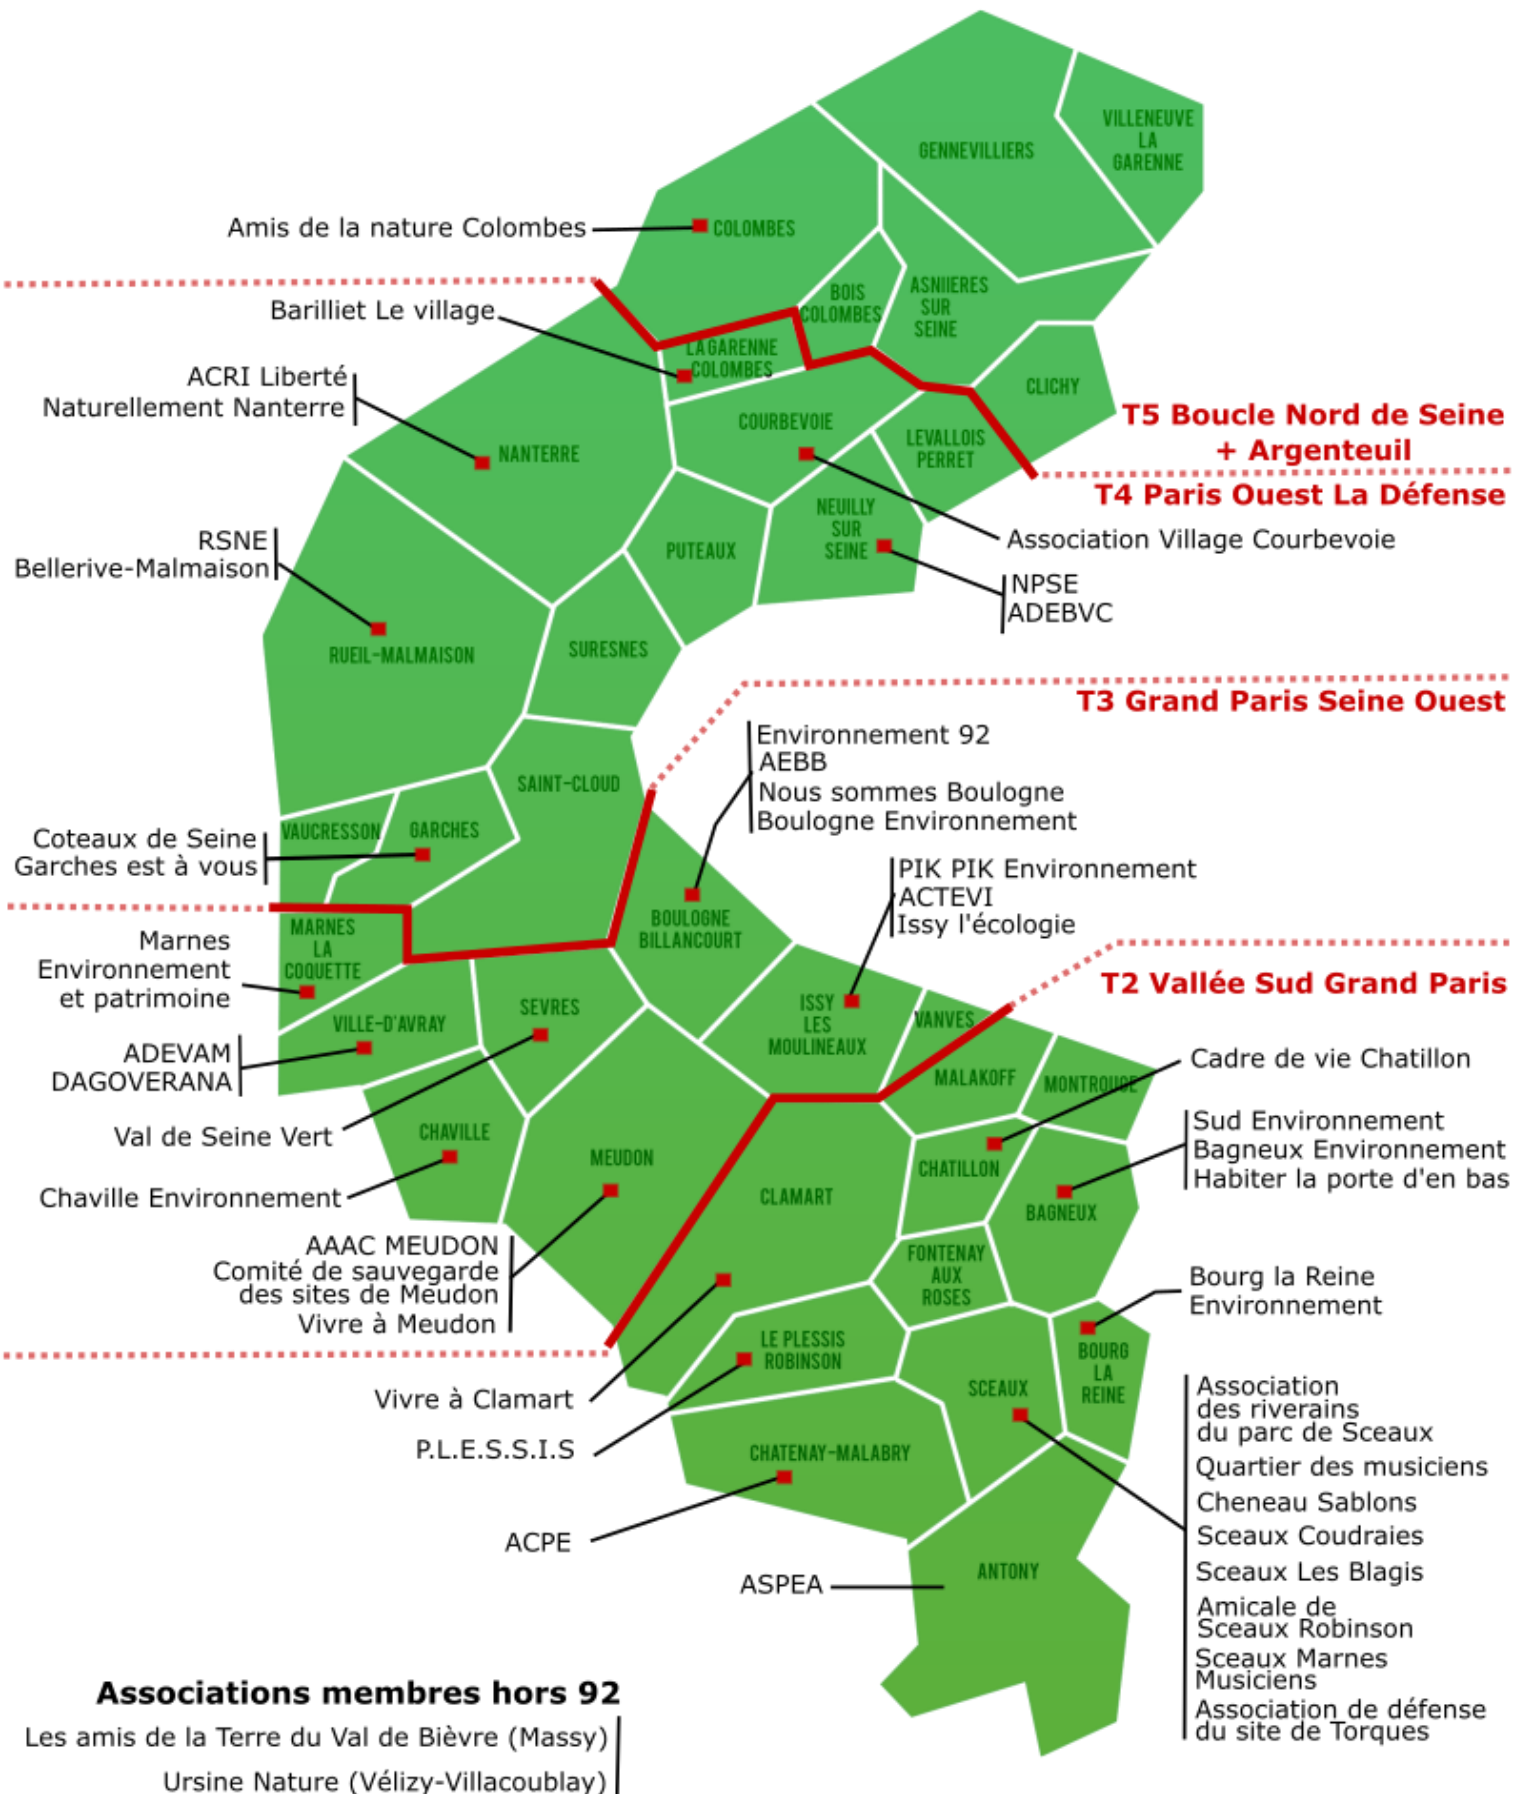 VILLENEUVE
LA
GARENNE
GENNEVILLIERS
Amis de la nature Colombes
COLOMBES
ASNIIERES
SUR
SEINE
BOIS
COLOMBES
Barilliet Le village
LA GARENNE
COLOMBES
ACRI Liberté
Naturellement Nanterre
CLICHY
T5 Boucle Nord de Seine
+ Argenteuil
COURBEVOIE
LEVALLOIS
PERRET
NANTERRE
T4 Paris Ouest La Défense
NEUILLY
SUR
SEINE
PUTEAUX
Association Village Courbevoie
RSNE
Bellerive-Malmaison
NPSE
ADEBVC
RUEIL-MALMAISON
SURESNES
T3 Grand Paris Seine Ouest
Environnement 92
AEBB
Nous sommes Boulogne
Boulogne Environnement
SAINT-CLOUD
VAUCRESSON
GARCHES
Coteaux de Seine
Garches est à vous
PIK PIK Environnement
ACTEVI
Issy l'écologie
BOULOGNE
BILLANCOURT
MARNES
LA
COQUETTE
Marnes
Environnement
et patrimoine
T2 Vallée Sud Grand Paris
SEVRES
ISSY
LES
MOULINEAUX
VANVES
VILLE-D'AVRAY
ADEVAM
DAGOVERANA
Cadre de vie Chatillon
MALAKOFF
MONTROUGE
Val de Seine Vert
CHAVILLE
Sud Environnement
Bagneux Environnement
Habiter la porte d'en bas
MEUDON
CHATILLON
Chaville Environnement
CLAMART
BAGNEUX
AAAC MEUDON
Comité de sauvegarde
des sites de Meudon
Vivre à Meudon
FONTENAY
AUX
ROSES
Bourg la Reine
Environnement
LE PLESSIS
ROBINSON
BOURG
LA
REINE
Vivre à Clamart
SCEAUX
Association
des riverains
du parc de Sceaux
Quartier des musiciens
Cheneau Sablons
Sceaux Coudraies
Sceaux Les Blagis
Amicale de
Sceaux Robinson
Sceaux Marnes
Musiciens
Association de défense
du site de Torques
P.L.E.S.S.I.S
CHATENAY-MALABRY
ACPE
ASPEA
ANTONY
Associations membres hors 92
Les amis de la Terre du Val de Bièvre (Massy)
Ursine Nature (Vélizy-Villacoublay)